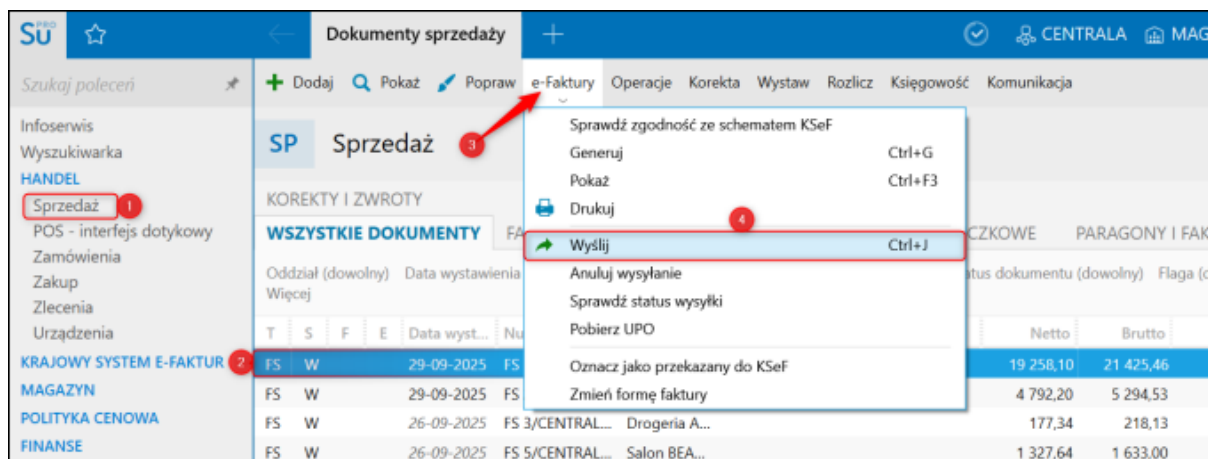 SU PRO
Dokumenty sprzedaży
CENTRALA
MAG
Szukaj poleceń
Dodaj Pokaż Popraw e-Faktury Operacje Korekta Wystaw Rozlicz Księgowość Komunikacja
Infoserwis
Wyszukiwarka
HANDEL
Sprzedaż 1
POS - interfejs dotykowy
Zamówienia
Zakup
Zlecenia
Urządzenia
KRAJOWY SYSTEM E-FAKTUR 2
MAGAZYN
POLITYKA CENOWA
FINANSE
SP Sprzedaż 3
KOREKTY I ZWROTY
WSZYSTKIE DOKUMENTY FA CZKOWE PARAGONY I FAK
Oddział (dowolny) Data wystawienia atus dokumentu (dowolny) Flaga (d
Więcej
Sprawdź zgodność ze schematem KSeF
Generuj Ctrl+G
Pokaż Ctrl+F3
Drukuj
4
Wyślij Ctrl+J
Anuluj wysyłanie
Sprawdź status wysyłki
Pobierz UPO
Oznacz jako przekazany do KSeF
Zmień formę faktury
T S F E Data wyst... Nu Netto Brutto
FS W 29-09-2025 FS 19 258,10 21 425,46
FS W 29-09-2025 FS 4 792,20 5 294,53
FS W 26-09-2025 FS 3/CENTRAL... Drogeria A... 177,34 218,13
FS W 26-09-2025 FS 5/CENTRAL... Salon BEA... 1 327,64 1 633,00